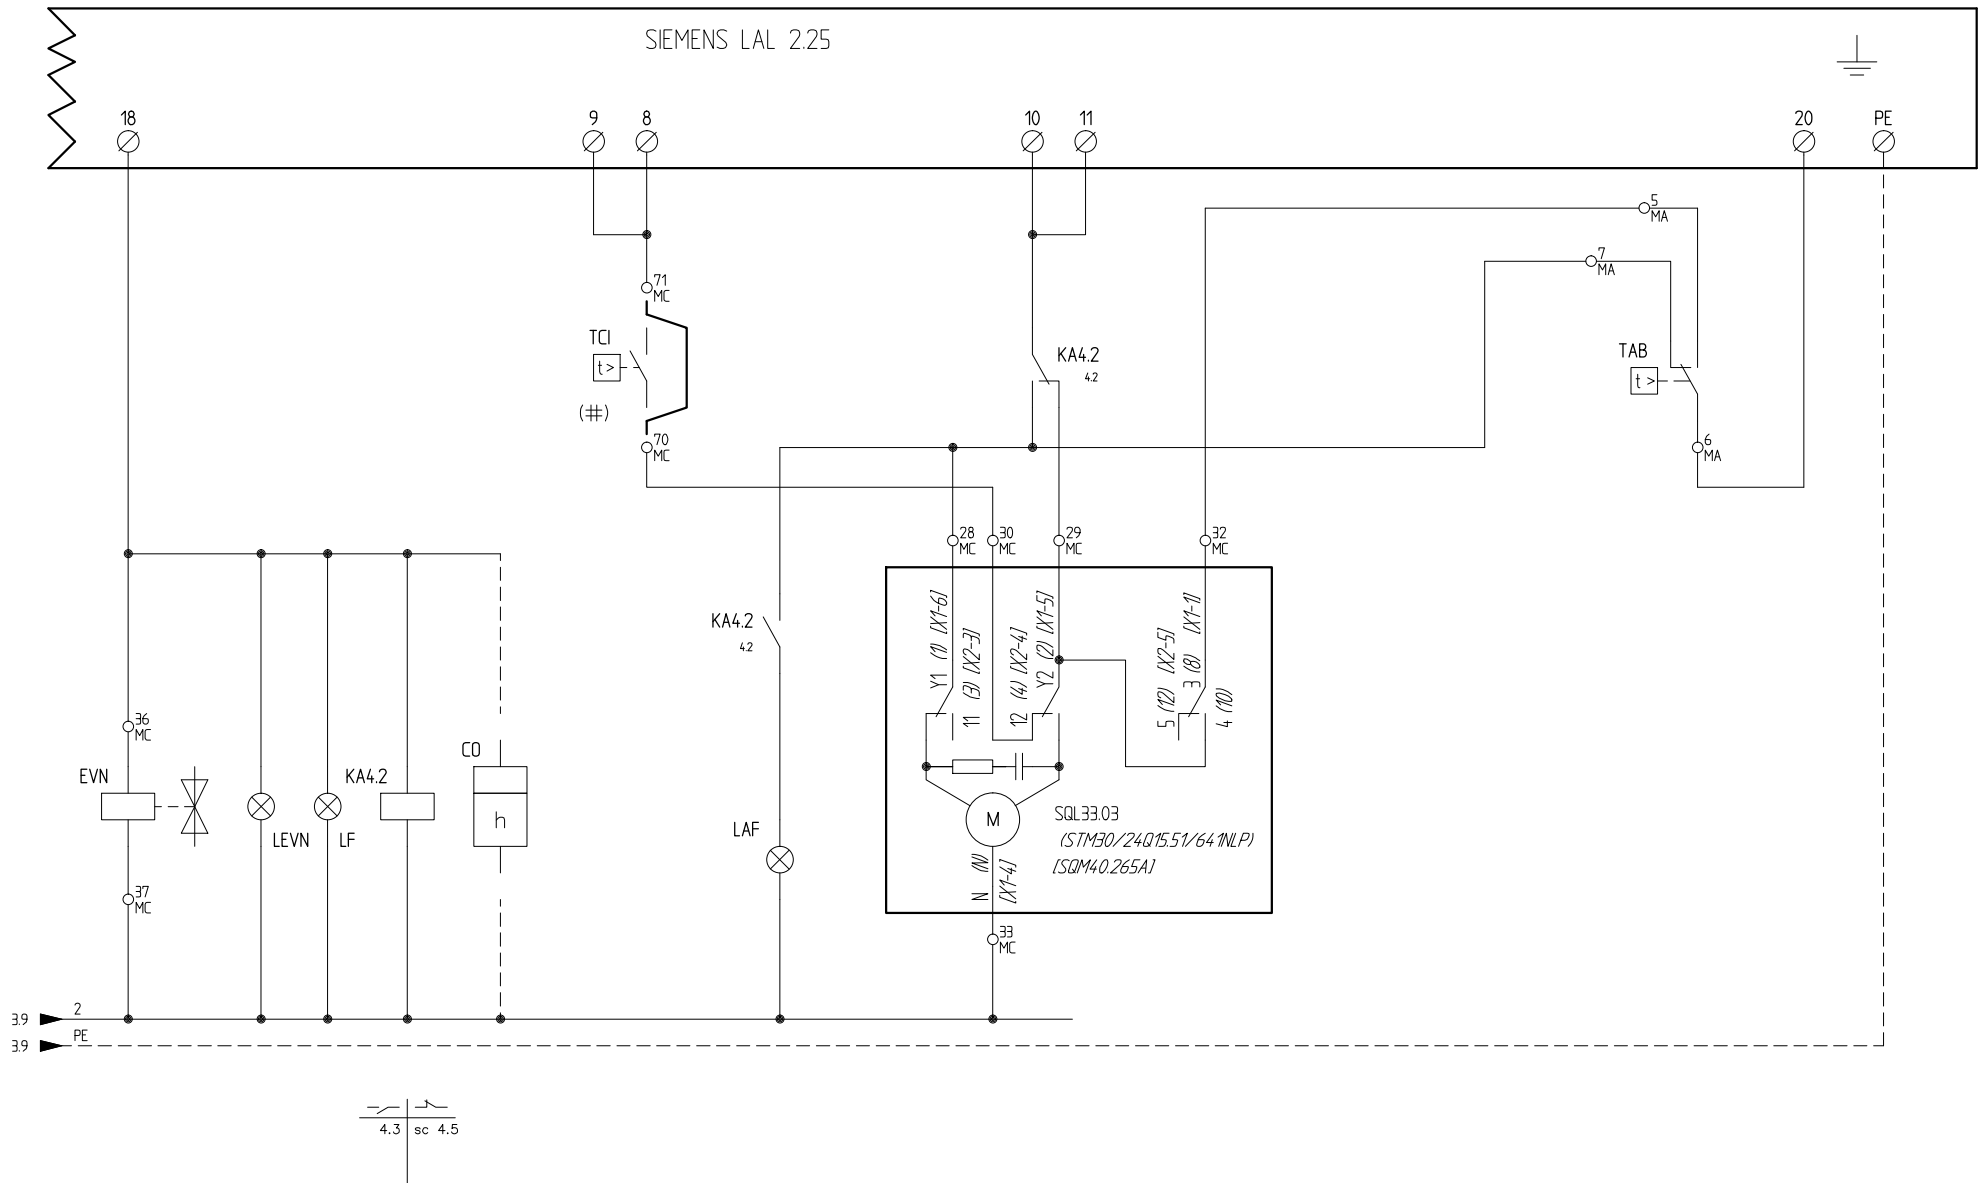 SIEMENS LAL 2.25
18
9
8
10
11
20
PE
5
MA
7
MA
71
MC
TCI
t>
(#)
KA4.2
4.2
TAB
t >
70
MC
6
MA
28
MC
30
MC
29
MC
32
MC
KA4.2
4.2
Y1 (1) [X1-6]
11 (3) [X2-3]
12 (4) [X2-4]
Y2 (2) [X1-5]
5 (12) [X2-5]
3 (8) [X1-1]
4 (10)
36
MC
EVN
LEVN
LF
KA4.2
CO
h
LAF
M
SQL33.03
(STM30/24Q15.51/641NLP)
[SQM40.265A]
N (N)
[X1-4]
37
MC
33
MC
3.9
2
3.9
PE
4.3
sc 4.5